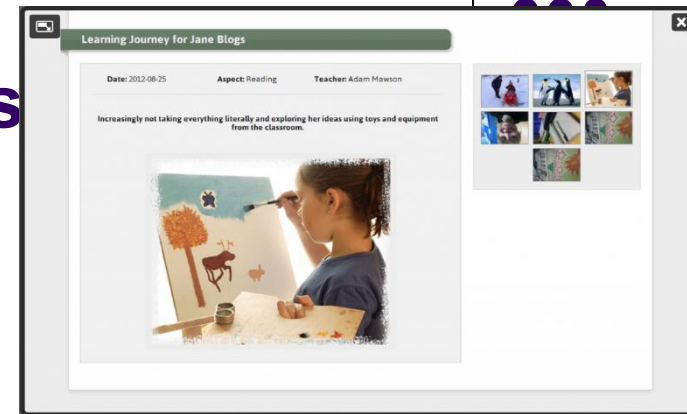 Learning Journey for Jane Blogs
Date: 2012-08-25 Aspect: Reading Teacher: Adam Mawson
Increasingly not taking everything literally and exploring her ideas using toys and equipment
from the classroom.
s